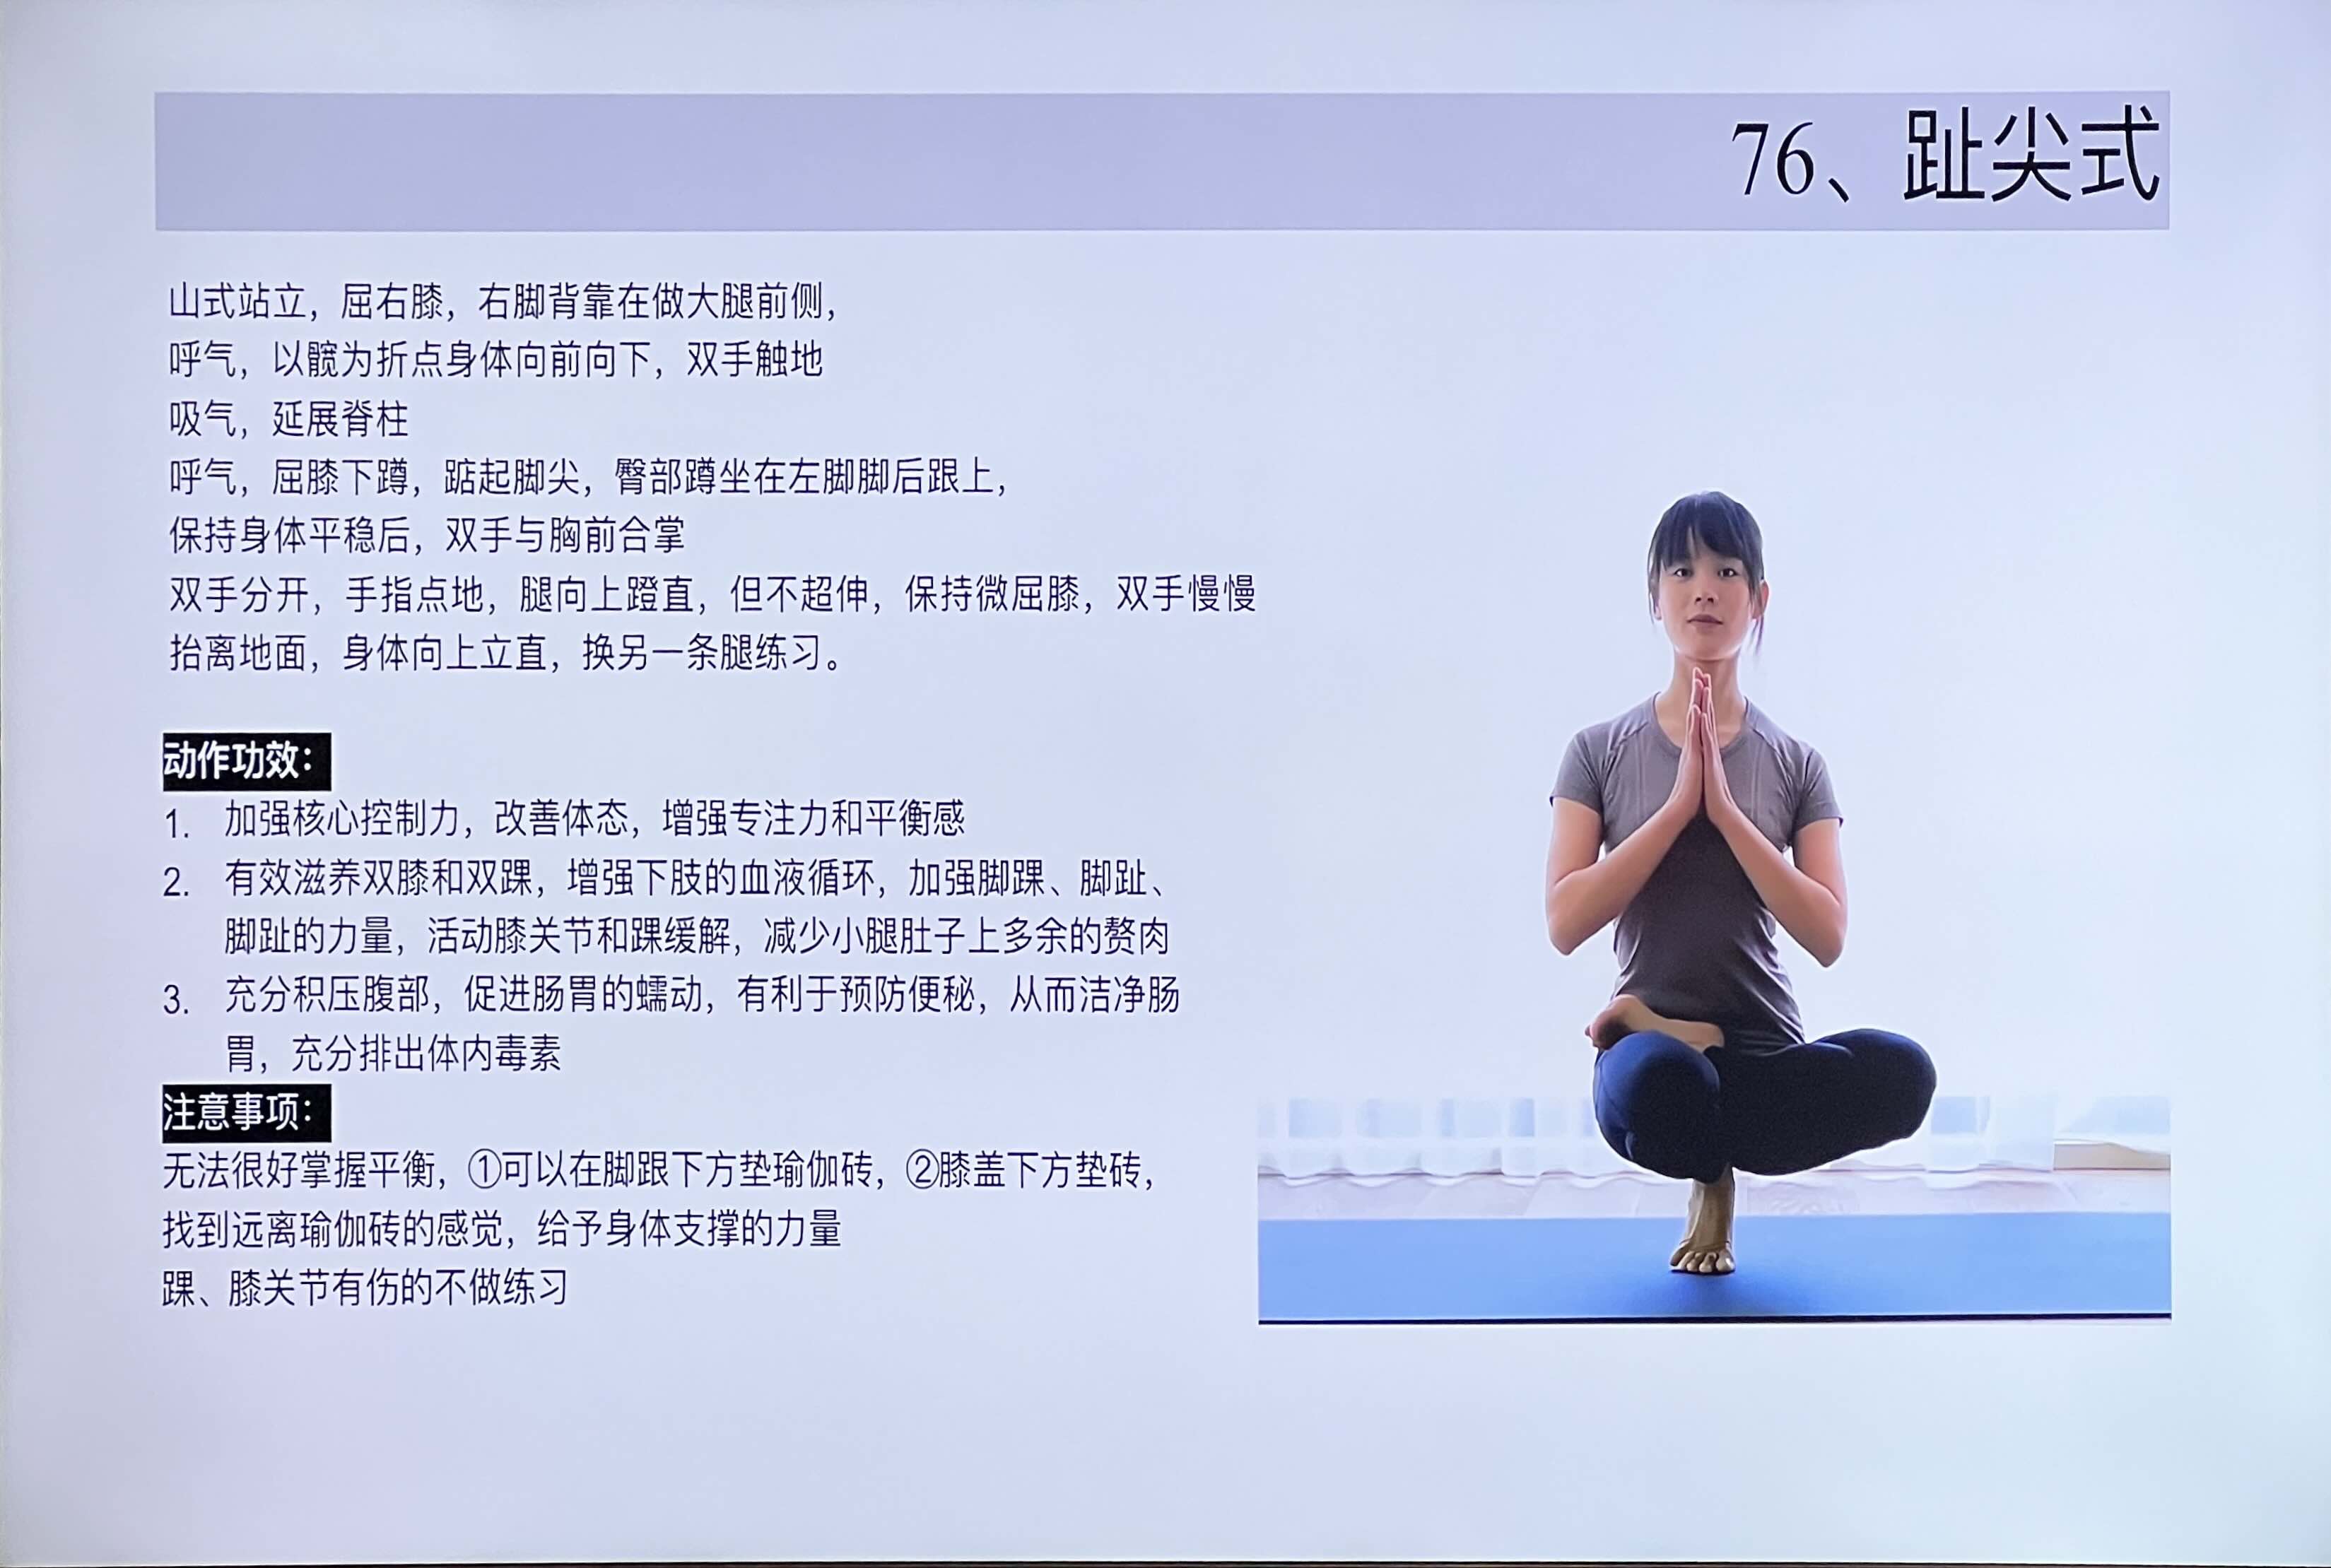 76、趾尖式
山式站立，屈右膝，右脚背靠在做大腿前侧，
呼气，以髋为折点身体向前向下，双手触地
吸气，延展脊柱
呼气，屈膝下蹲，踮起脚尖，臀部蹲坐在左脚脚后跟上，
保持身体平稳后，双手与胸前合掌
双手分开，手指点地，腿向上蹬直，但不超伸，保持微屈膝，双手慢慢
抬离地面，身体向上立直，换另一条腿练习。
动作功效：
1. 加强核心控制力，改善体态，增强专注力和平衡感
2. 有效滋养双膝和双踝，增强下肢的血液循环，加强脚踝、脚趾、
脚趾的力量，活动膝关节和踝缓解，减少小腿肚子上多余的赘肉
3. 充分积压腹部，促进肠胃的蠕动，有利于预防便秘，从而洁净肠
胃，充分排出体内毒素
注意事项：
无法很好掌握平衡，①可以在脚跟下方垫瑜伽砖，②膝盖下方垫砖，
找到远离瑜伽砖的感觉，给予身体支撑的力量
踝、膝关节有伤的不做练习